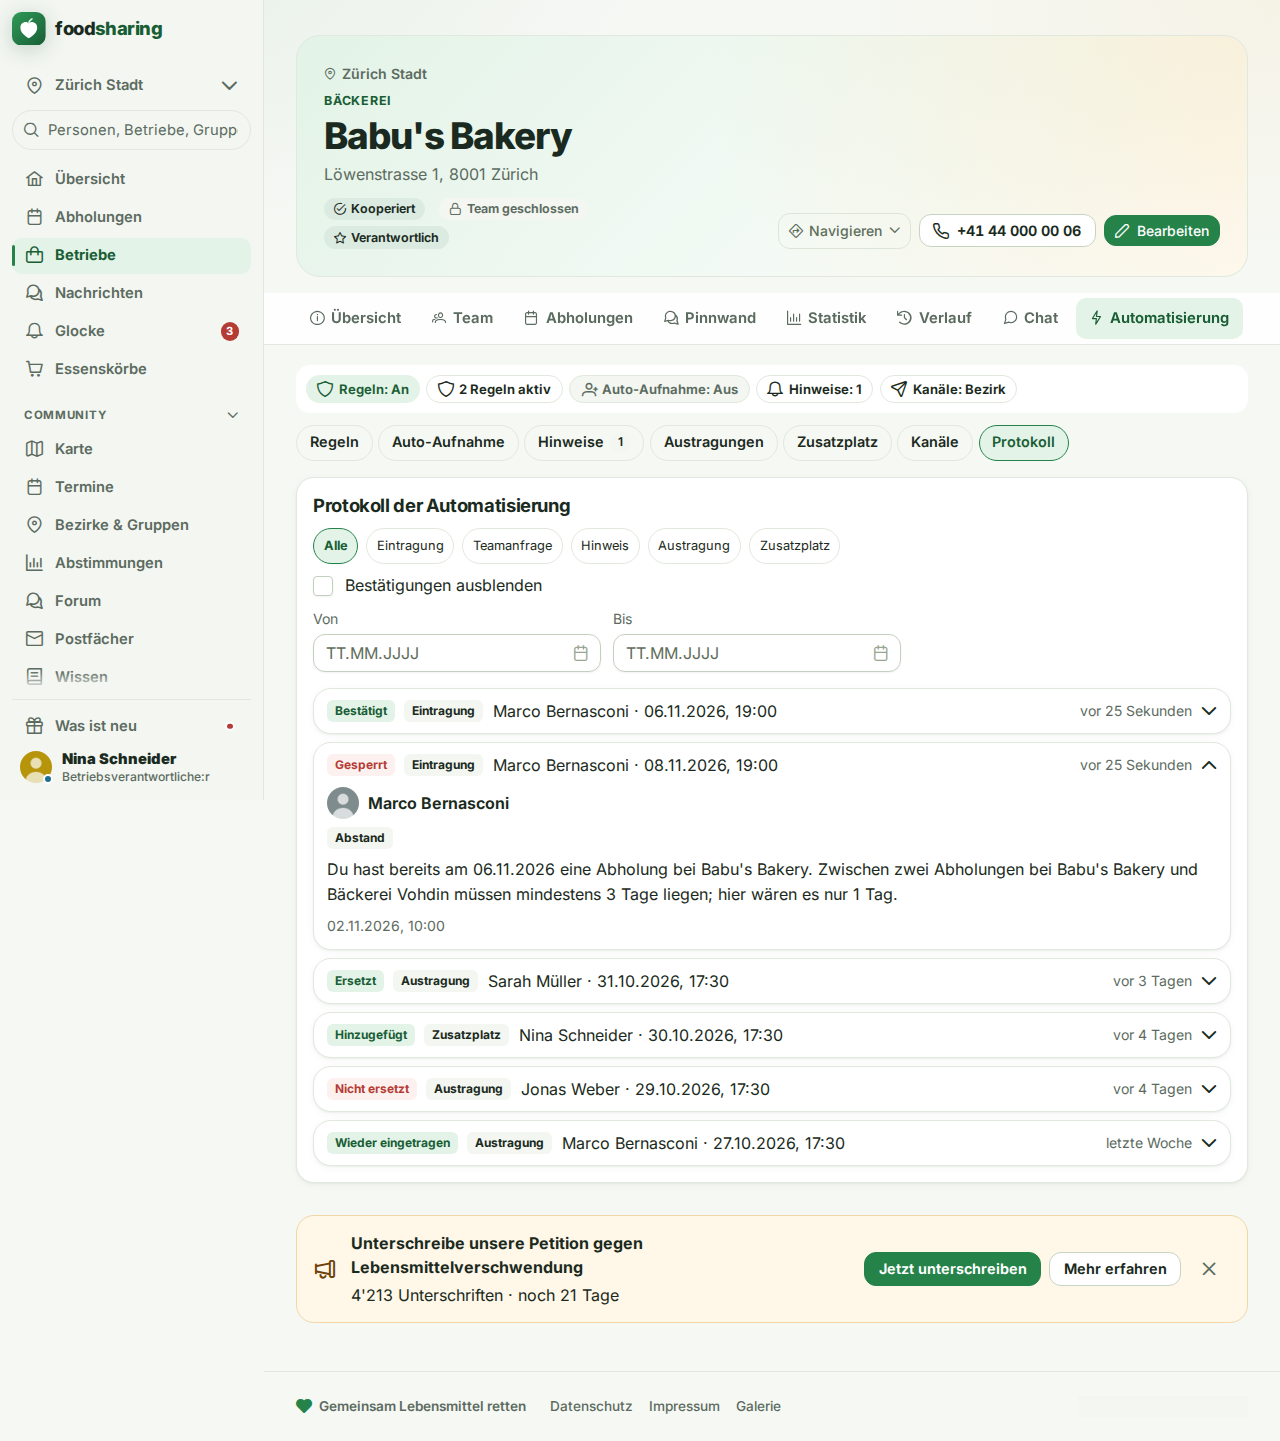 foodsharing
Zürich Stadt
Personen, Betriebe, Grupp
Übersicht
Abholungen
Betriebe
Nachrichten
Glocke 3
Essenskörbe
COMMUNITY
Karte
Termine
Bezirke & Gruppen
Abstimmungen
Forum
Postfächer
Wissen
Was ist neu
Nina Schneider
Betriebsverantwortliche:r
Zürich Stadt
BÄCKEREI
Babu's Bakery
Löwenstrasse 1, 8001 Zürich
Kooperiert Team geschlossen
Verantwortlich
Navigieren +41 44 000 00 06 Bearbeiten
Übersicht Team Abholungen Pinnwand Statistik Verlauf Chat Automatisierung
Regeln: An 2 Regeln aktiv Auto-Aufnahme: Aus Hinweise: 1 Kanäle: Bezirk
Regeln Auto-Aufnahme Hinweise 1 Austragungen Zusatzplatz Kanäle Protokoll
Protokoll der Automatisierung
Alle Eintragung Teamanfrage Hinweis Austragung Zusatzplatz
Bestätigungen ausblenden
Von Bis
TT.MM.JJJJ TT.MM.JJJJ
Bestätigt Eintragung Marco Bernasconi · 06.11.2026, 19:00 vor 25 Sekunden
Gesperrt Eintragung Marco Bernasconi · 08.11.2026, 19:00 vor 25 Sekunden
Marco Bernasconi
Abstand
Du hast bereits am 06.11.2026 eine Abholung bei Babu's Bakery. Zwischen zwei Abholungen bei Babu's Bakery und
Bäckerei Vohdin müssen mindestens 3 Tage liegen; hier wären es nur 1 Tag.
02.11.2026, 10:00
Ersetzt Austragung Sarah Müller · 31.10.2026, 17:30 vor 3 Tagen
Hinzugefügt Zusatzplatz Nina Schneider · 30.10.2026, 17:30 vor 4 Tagen
Nicht ersetzt Austragung Jonas Weber · 29.10.2026, 17:30 vor 4 Tagen
Wieder eingetragen Austragung Marco Bernasconi · 27.10.2026, 17:30 letzte Woche
Unterschreibe unsere Petition gegen
Lebensmittelverschwendung
4'213 Unterschriften · noch 21 Tage
Jetzt unterschreiben Mehr erfahren
Gemeinsam Lebensmittel retten Datenschutz Impressum Galerie